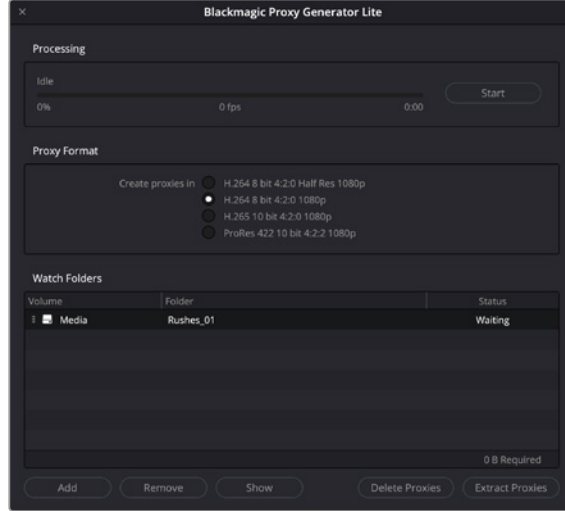 Blackmagic Proxy Generator Lite
Processing
Idle
0% 0 fps 0:00
Start
Proxy Format
Create proxies in H.264 8 bit 4:2:0 Half Res 1080p
H.264 8 bit 4:2:0 1080p
H.265 10 bit 4:2:0 1080p
ProRes 422 10 bit 4:2:2 1080p
Watch Folders
Volume Folder Status
Media Rushes_01 Waiting
0 B Required
Add Remove Show Delete Proxies Extract Proxies